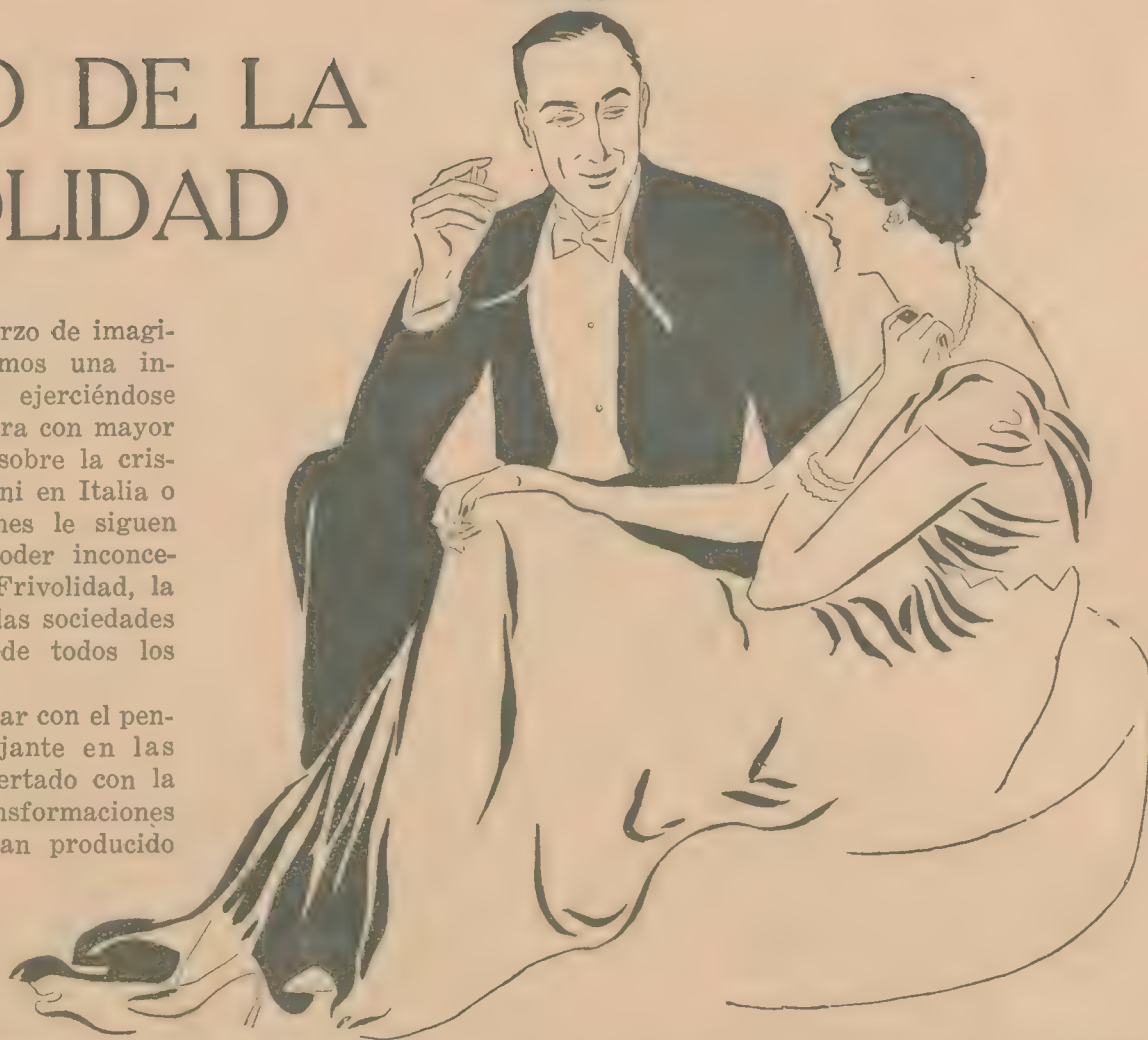 O DE LA
OLIDAD
rzo de imagi-
mos una in-
ejerciéndose
ra con mayor
sobre la cris-
ni en Italia o
nes le siguen
oder inconce-
Frivolidad, la
las sociedades
de todos los
ar con el pen-
jante en las
ertado con la
nsformaciones
an producido